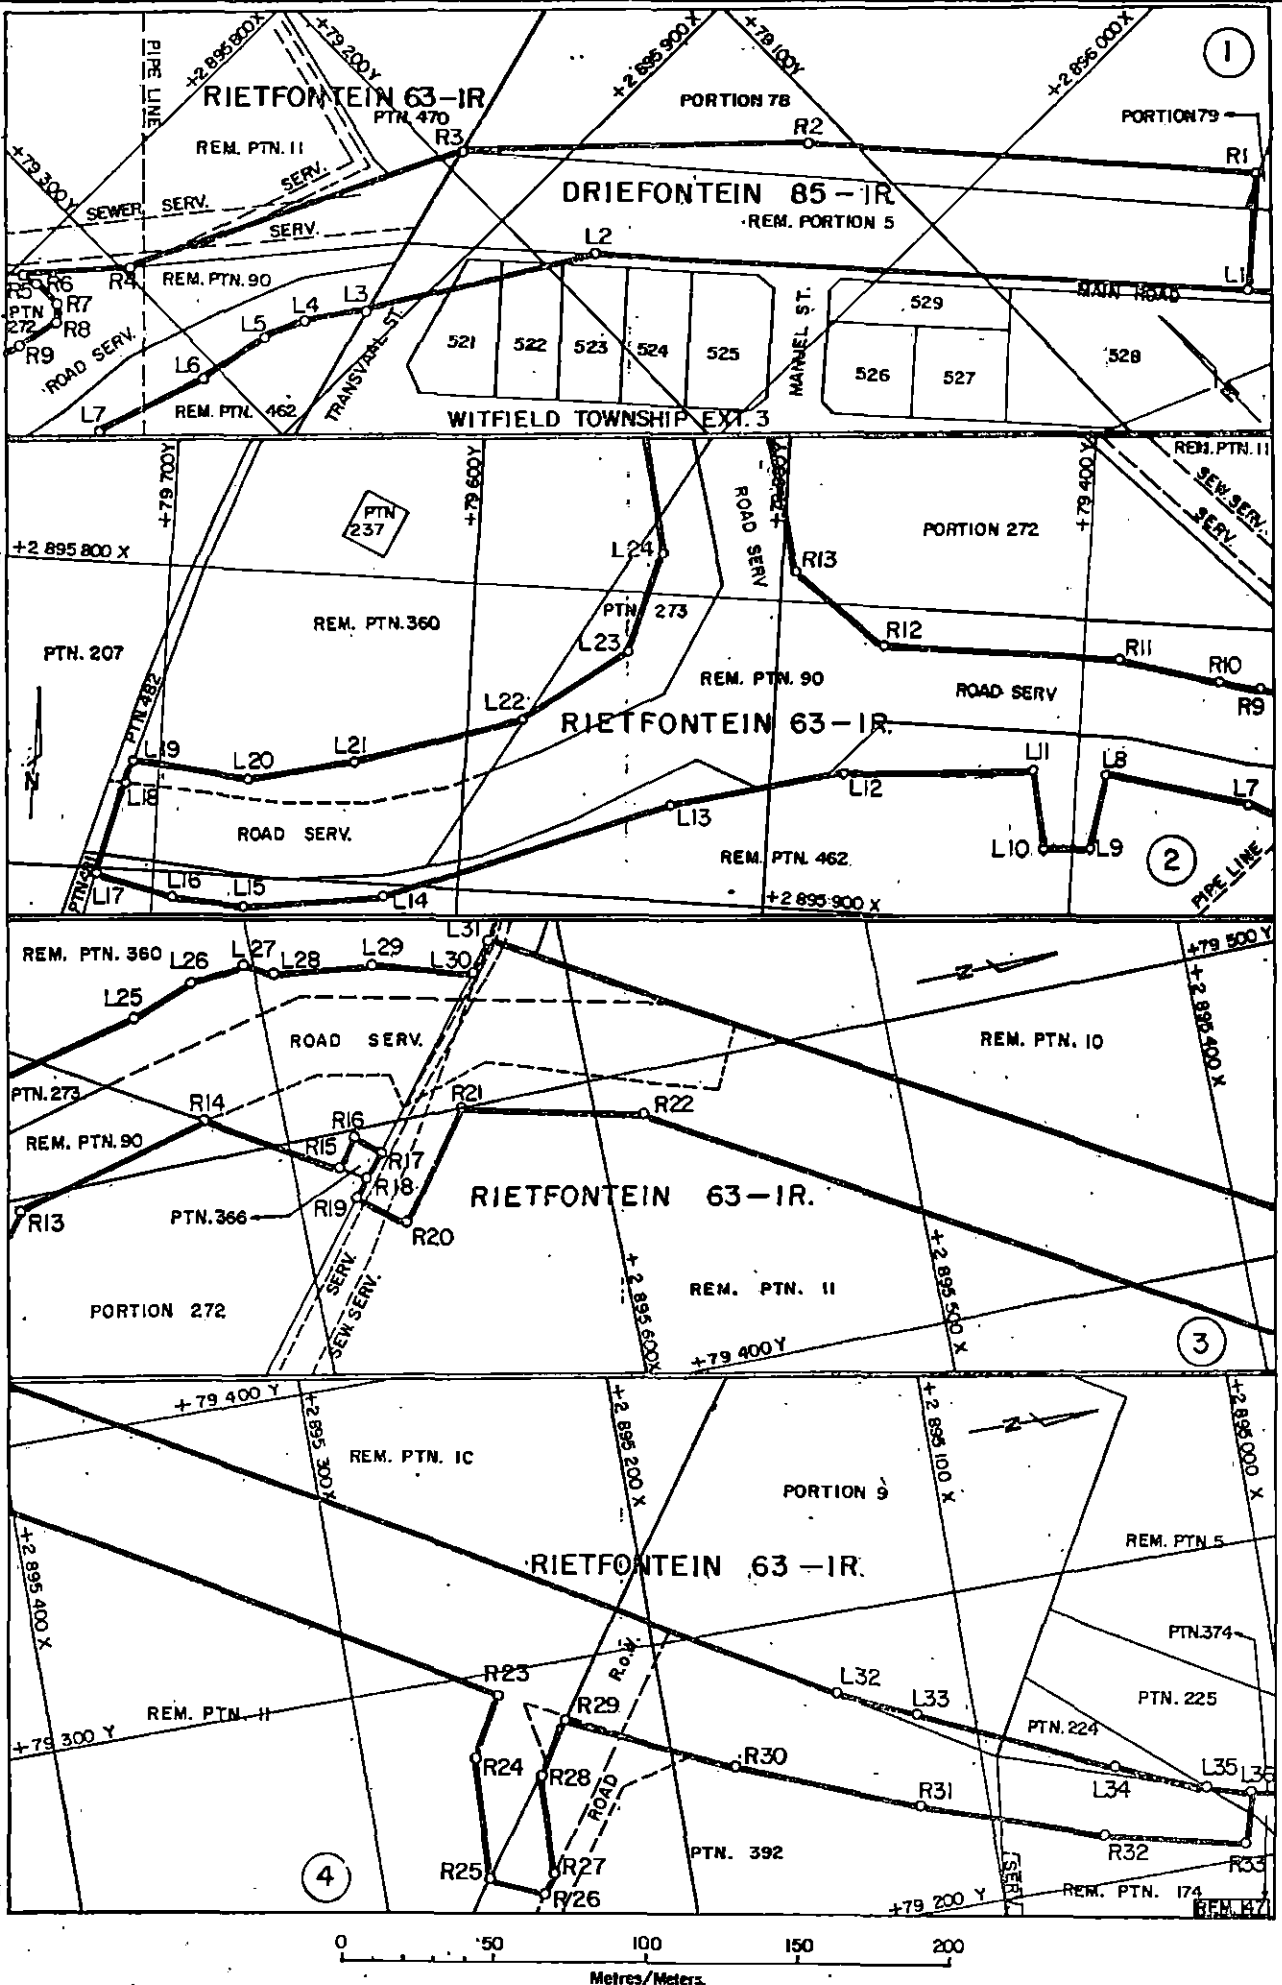 +2 895 800 X
+79 200 Y
+2 895 900 X
+79 100 Y
+2 896 000 X
1
PIPE LINE
RIETFONTEIN 63-IR
PTN. 470
PORTION 78
PORTION 79
REM. PTN. 11
R3
R2
R1
+79 300 Y
SERV.
DRIEFONTEIN 85-IR
REM. PORTION 5
SEWER SERV.
SERV.
L2
R4
REM. PTN. 90
R5
R6
R7
PTN 272
R8
R9
L1
MAIN ROAD
L3
L4
L5
L6
L7
ROAD SERV.
TRANSVAAL ST.
MANUEL ST.
521
522
523
524
525
529
526
527
528
N
REM. PTN. 462
WITFIELD TOWNSHIP EXT. 3
+79 700 Y
+79 600 Y
+79 400 Y
REM. PTN. 11
SEW. SERV.
SERV.
PTN 237
ROAD SERV
PORTION 272
+2 895 800 X
L24
R13
REM. PTN. 360
PTN 273
PTN. 207
L23
R12
R11
R10
R9
REM. PTN. 90
ROAD SERV
PTN. 482
L22
RIETFONTEIN 63-IR.
L19
L20
L21
L18
N
L11
L8
L7
L12
L13
ROAD SERV.
L10
L9
REM. PTN. 462
2
PIPE LINE
PTN 481
L17
L16
L15
L14
+2 895 900 X
L31
REM. PTN. 360
L26
L27
L28
L29
L30
N
+79 500 Y
+2 895 400 X
L25
ROAD SERV.
REM. PTN. 10
PTN. 273
R14
R21
R22
REM. PTN. 90
R15
R16
R17
R18
R19
RIETFONTEIN 63-IR.
R13
PTN. 366
R20
SERV.
SEW. SERV.
+2 895 600 X
+2 895 500 X
REM. PTN. 11
PORTION 272
+79 400 Y
3
+79 400 Y
+2 895 300 X
+2 895 200 X
+2 895 100 X
+2 895 000 X
N
REM. PTN. 1C
PORTION 9
REM. PTN. 5
+2 895 400 X
RIETFONTEIN 63-IR.
PTN. 374
R.o.W.
R23
L32
L33
PTN. 225
REM. PTN. 11
R29
PTN. 224
+79 300 Y
R24
R28
R30
L34
L35
L36
ROAD
R31
R32
R33
PTN. 392
4
R25
R27
R26
SERV.
+79 200 Y
REM. PTN. 174
REM. 147
0 50 100 150 200
Metres/Meters